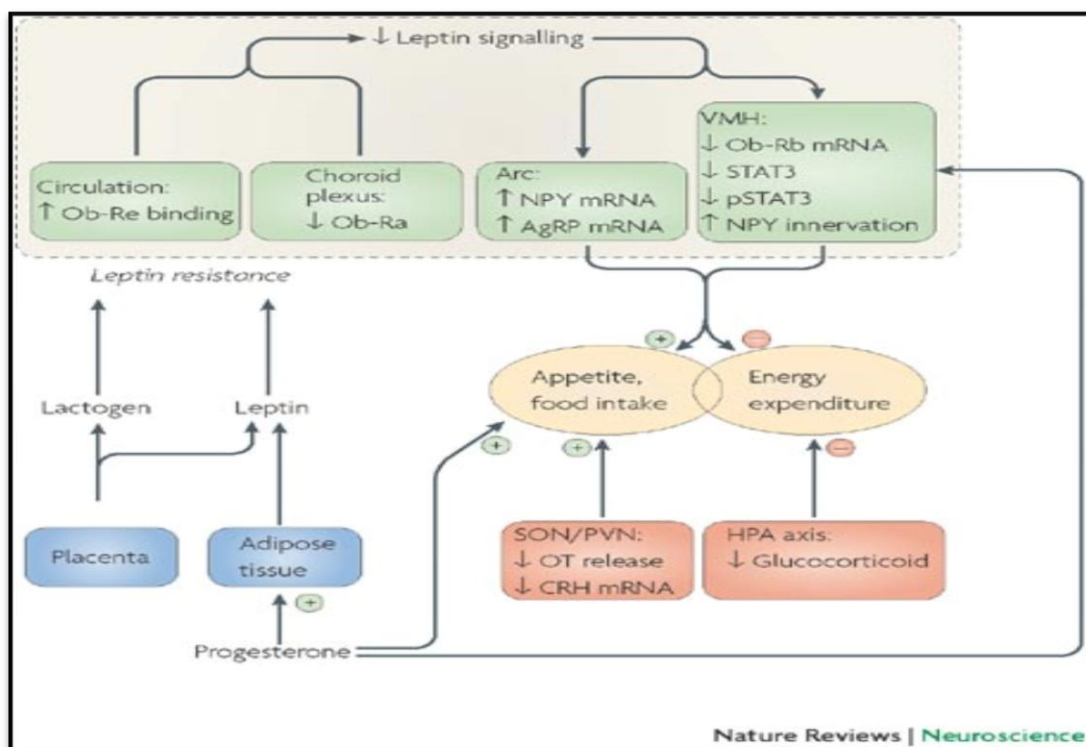 ↓ Leptin signalling
Circulation:
↑ Ob-Re binding
Choroid
plexus:
↓ Ob-Ra
Arc:
↑ NPY mRNA
↑ AgRP mRNA
VMH:
↓ Ob-Rb mRNA
↓ STAT3
↓ pSTAT3
↑ NPY innervation
Leptin resistance
+
−
Appetite,
food intake
Energy
expenditure
Lactogen
Leptin
+
+
−
Placenta
Adipose
tissue
SON/PVN:
↓ OT release
↓ CRH mRNA
HPA axis:
↓ Glucocorticoid
+
Progesterone
Nature Reviews | Neuroscience